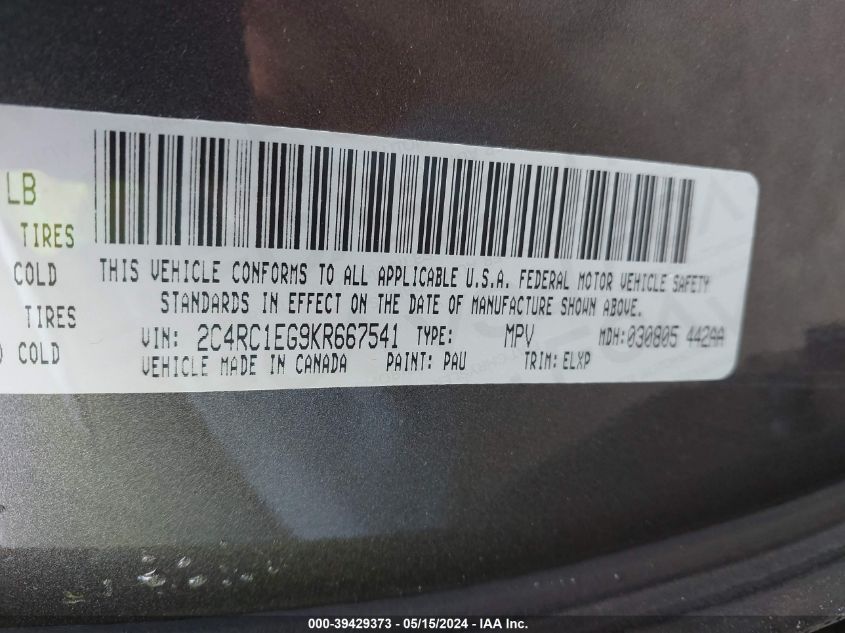 LB
TIRES
COLD
TIRES
COLD
THIS VEHICLE CONFORMS TO ALL APPLICABLE U.S.A. FEDERAL MOTOR VEHICLE SAFETY
STANDARDS IN EFFECT ON THE DATE OF MANUFACTURE SHOWN ABOVE.
VIN: 2C4RC1EG9KR667541 TYPE: MPV MDH:030805 442AA
VEHICLE MADE IN CANADA PAINT: PAU TRIM: ELXP
000-39429373 - 05/15/2024 - IAA Inc.